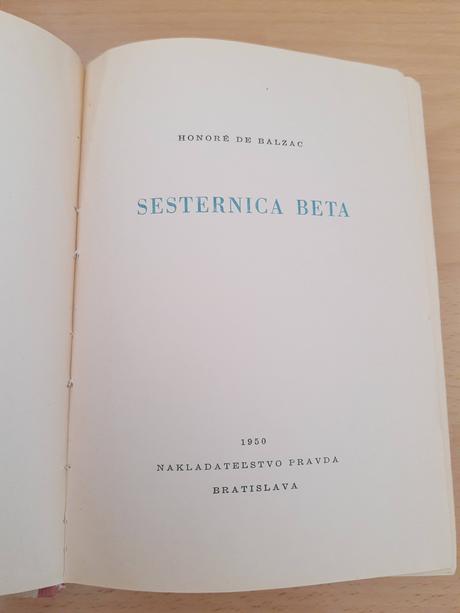 HONORÉ DE BALZAC
SESTERNICA BETA
1950
NAKLADATEĽSTVO PRAVDA
BRATISLAVA